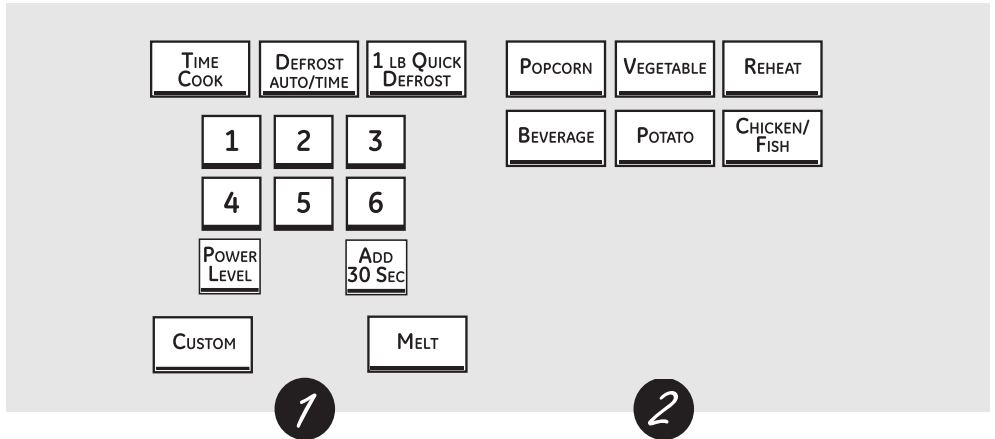 TIME
COOK
DEFROST
AUTO/TIME
1 LB QUICK
DEFROST
1
2
3
4
5
6
POWER
LEVEL
ADD
30 SEC
CUSTOM
MELT
1
POPCORN
VEGETABLE
REHEAT
BEVERAGE
POTATO
CHICKEN/
FISH
2